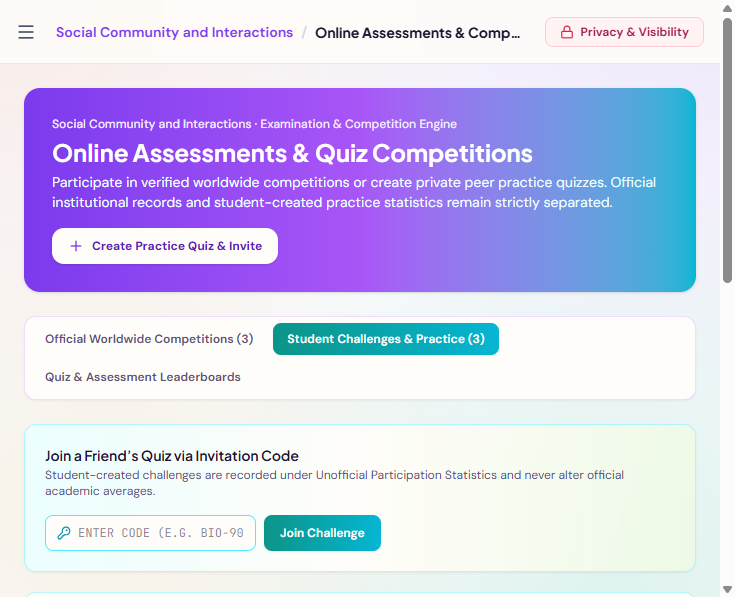 Social Community and Interactions / Online Assessments & Comp...
Privacy & Visibility
Social Community and Interactions · Examination & Competition Engine
Online Assessments & Quiz Competitions
Participate in verified worldwide competitions or create private peer practice quizzes. Official
institutional records and student-created practice statistics remain strictly separated.
Create Practice Quiz & Invite
Official Worldwide Competitions (3)
Student Challenges & Practice (3)
Quiz & Assessment Leaderboards
Join a Friend's Quiz via Invitation Code
Student-created challenges are recorded under Unofficial Participation Statistics and never alter official
academic averages.
ENTER CODE (E.G. BIO-90
Join Challenge